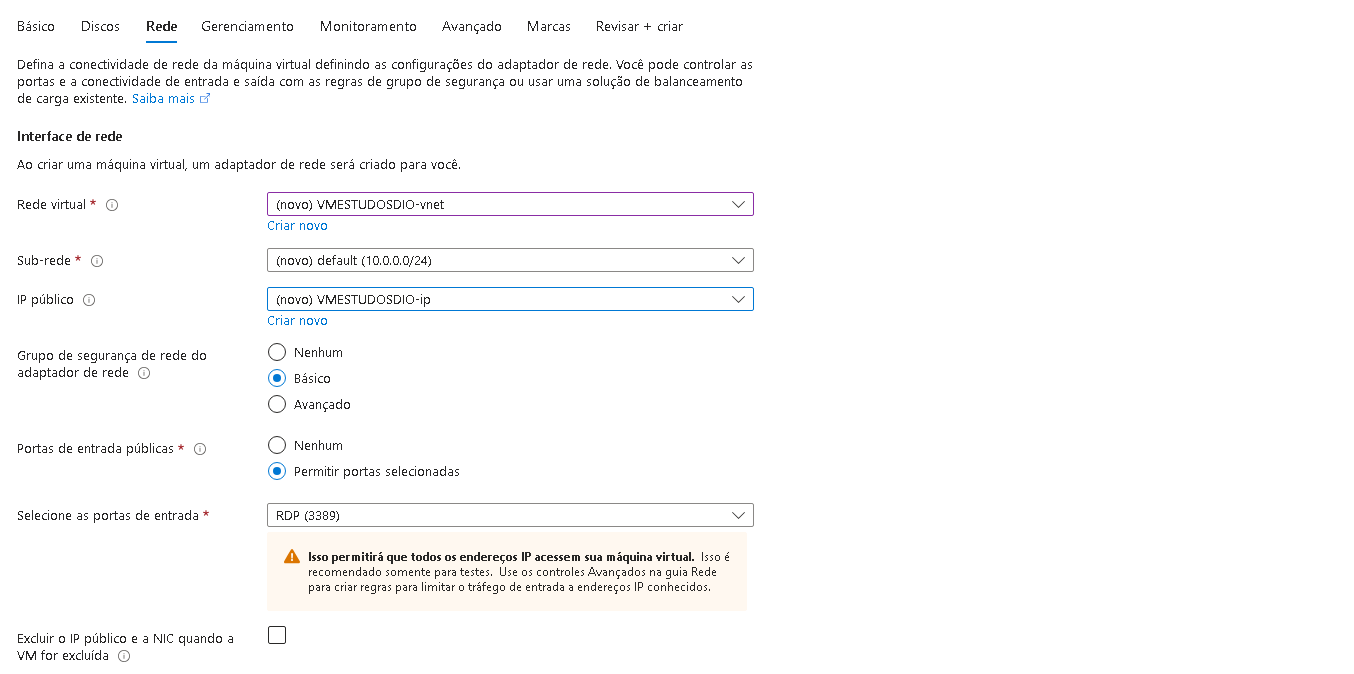 Básico Discos Rede Gerenciamento Monitoramento Avançado Marcas Revisar + criar
Defina a conectividade de rede da máquina virtual definindo as configurações do adaptador de rede. Você pode controlar as
portas e a conectividade de entrada e saída com as regras de grupo de segurança ou usar uma solução de balanceamento
de carga existente. Saiba mais
Interface de rede
Ao criar uma máquina virtual, um adaptador de rede será criado para você.
Rede virtual *
(novo) VMESTUDOSDIO-vnet
Criar novo
Sub-rede *
(novo) default (10.0.0.0/24)
IP público
(novo) VMESTUDOSDIO-ip
Criar novo
Grupo de segurança de rede do
adaptador de rede
Nenhum
Básico
Avançado
Portas de entrada públicas *
Nenhum
Permitir portas selecionadas
Selecione as portas de entrada *
RDP (3389)
Isso permitirá que todos os endereços IP acessem sua máquina virtual. Isso é
recomendado somente para testes. Use os controles Avançados na guia Rede
para criar regras para limitar o tráfego de entrada a endereços IP conhecidos.
Excluir o IP público e a NIC quando a
VM for excluída